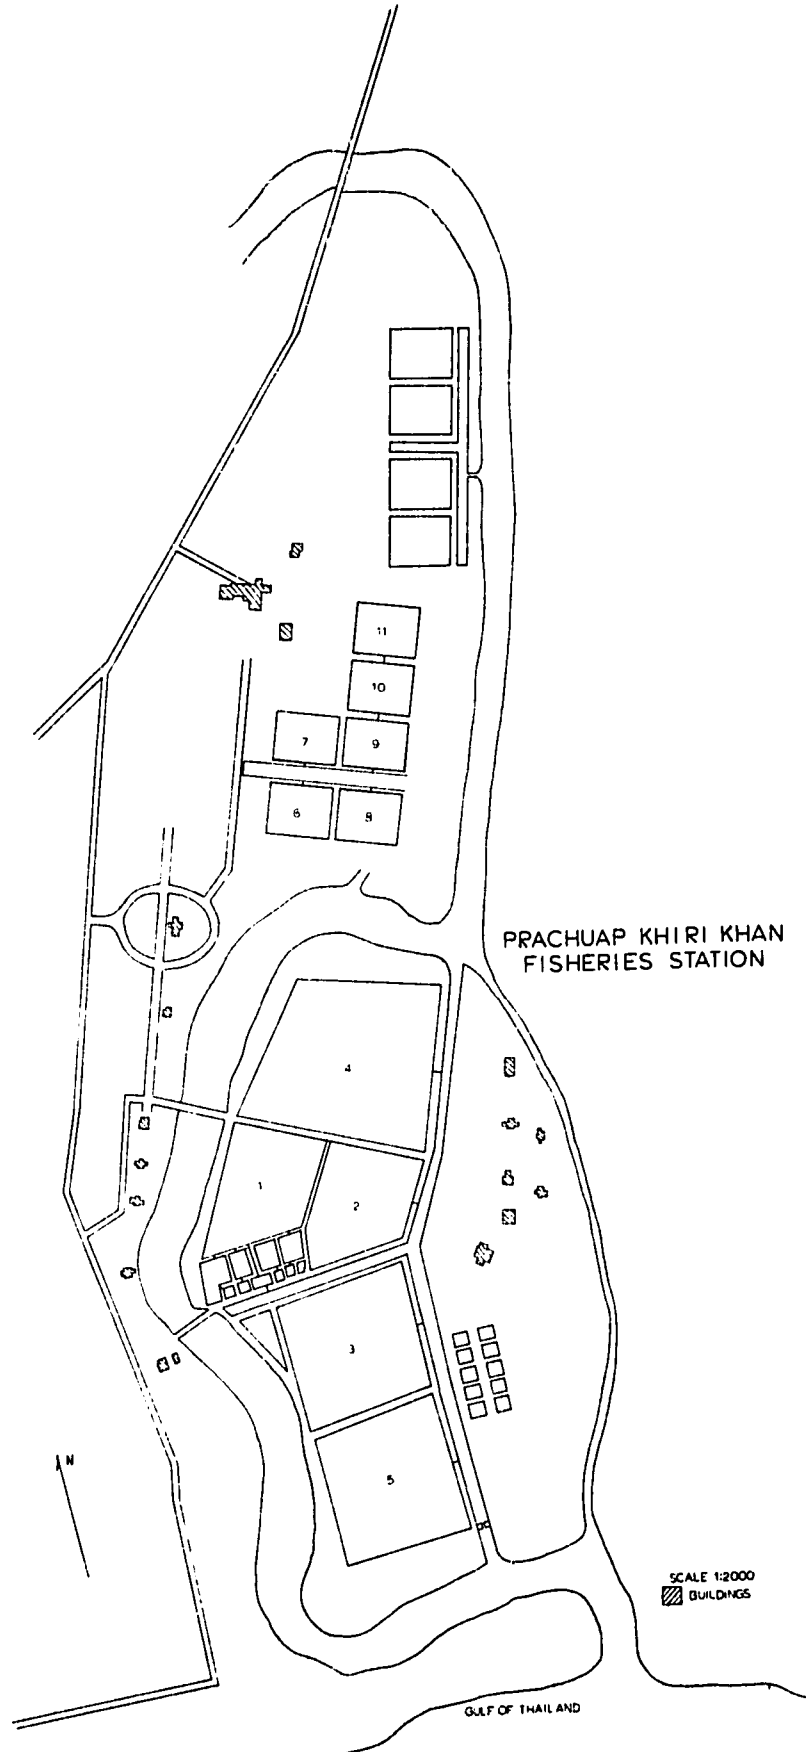 11
10
7
9
6
8
PRACHUAP KHIRI KHAN
FISHERIES STATION
4
1
2
3
5
N
SCALE 1:2000
BUILDINGS
GULF OF THAILAND